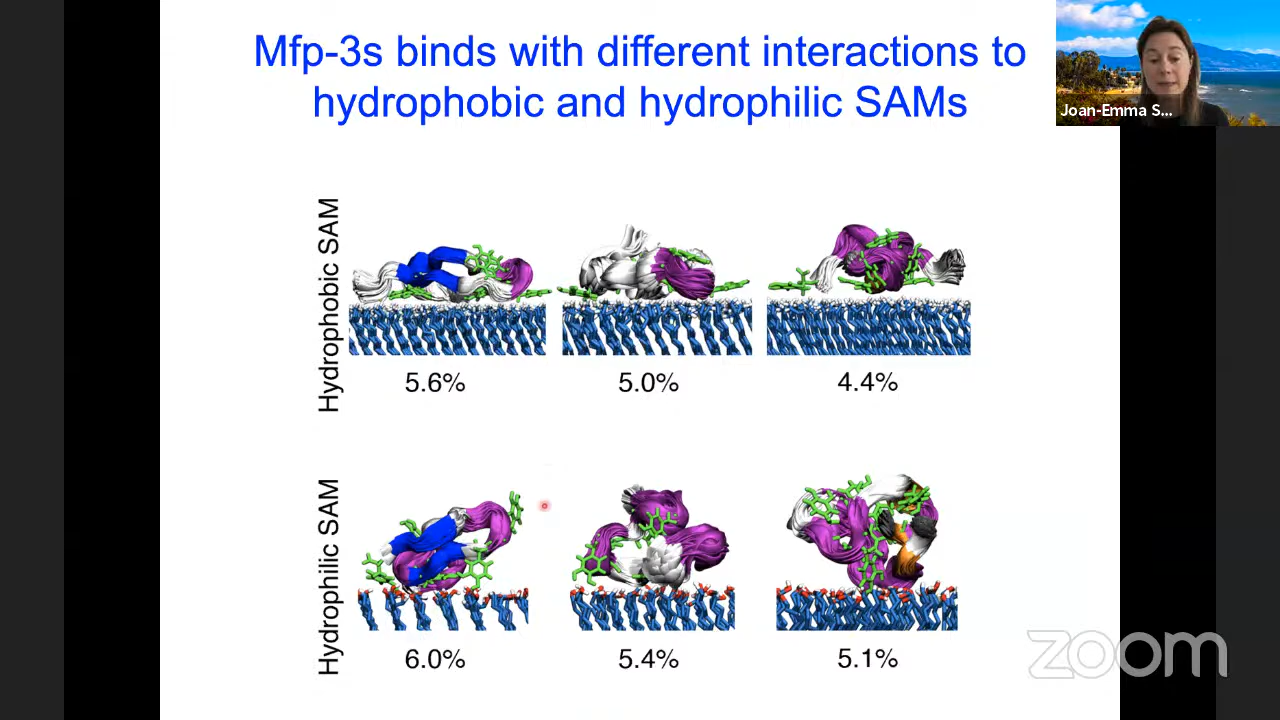 Mfp-3s binds with different interactions to
hydrophobic and hydrophilic SAMs
Joan-Emma S...
Hydrophobic SAM
5.6%
5.0%
4.4%
Hydrophilic SAM
6.0%
5.4%
5.1%
zoom